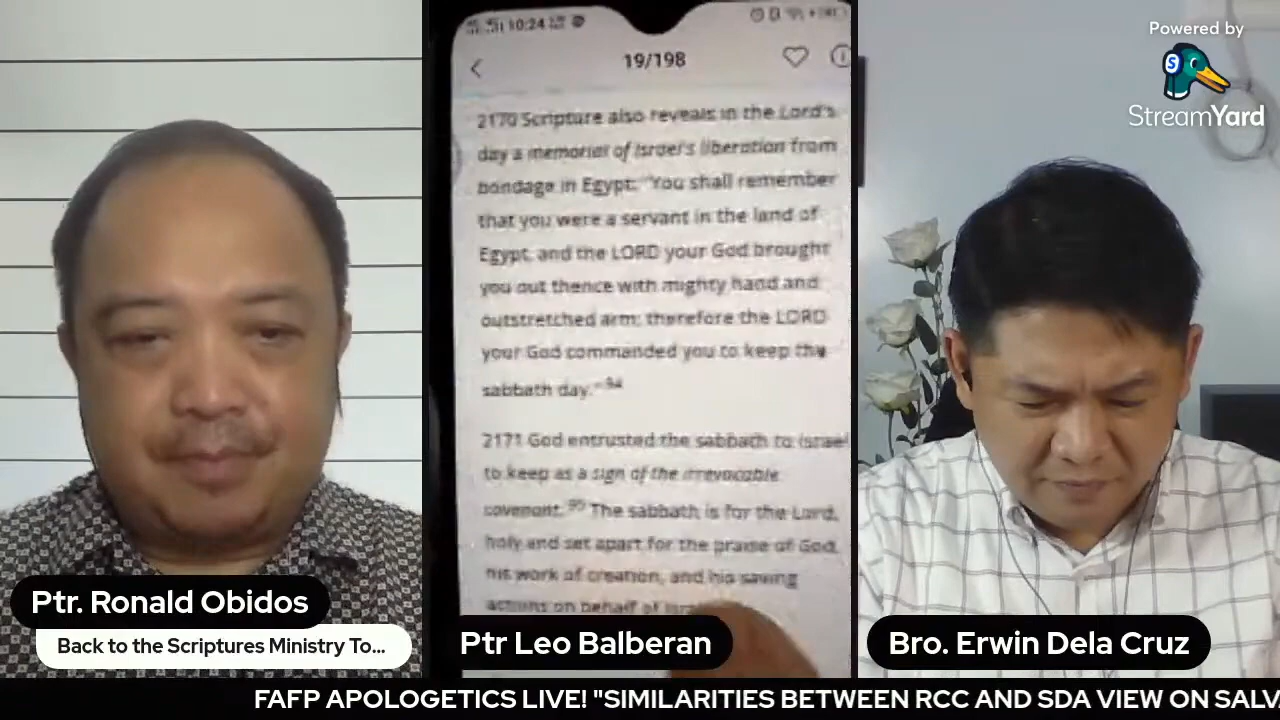 Powered by
StreamYard
10:24
19/198
2170 Scripture also reveals in the Lord's
day a memorial of Israel's liberation from
bondage in Egypt: "You shall remember
that you were a servant in the land of
Egypt, and the LORD your God brought
you out thence with mighty hand and
outstretched arm; therefore the LORD
your God commanded you to keep the
sabbath day."94
2171 God entrusted the sabbath to Israel
to keep as a sign of the irrevocable
covenant.95 The sabbath is for the Lord,
holy and set apart for the praise of God,
his work of creation, and his saving
actions on behalf of
Ptr. Ronald Obidos
Back to the Scriptures Ministry To...
Ptr Leo Balberan
Bro. Erwin Dela Cruz
FAFP APOLOGETICS LIVE! "SIMILARITIES BETWEEN RCC AND SDA VIEW ON SALV